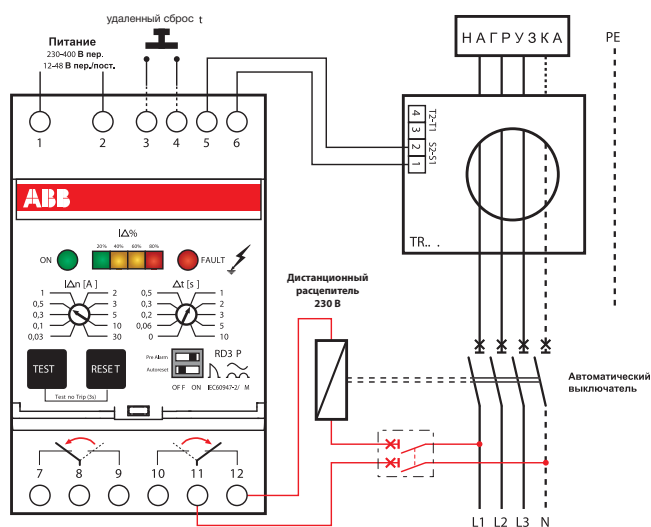 удаленный сброс t
Питание
230-400 В пер.
12-48 В пер./пост.
НАГРУЗКА
PE
1
2
3
4
5
6
4
3
2
1
T2-T1
S2-S1
TR.. .
ABB
IΔ%
20% 40% 60% 80%
ON
FAULT
IΔn [A]
1
0,5
0,3
0,1
0,03
2
3
5
10
30
Δt [s]
0,5
0,3
0,2
0,06
0
1
2
3
5
10
TEST
RESET
Test no Trip (3s)
Pre Alarm
Autoreset
OFF ON
RD3 P
IEC60947-2/ M
7
8
9
10
11
12
Дистанционный
расцепитель
230 В
Автоматический
выключатель
L1 L2 L3 N